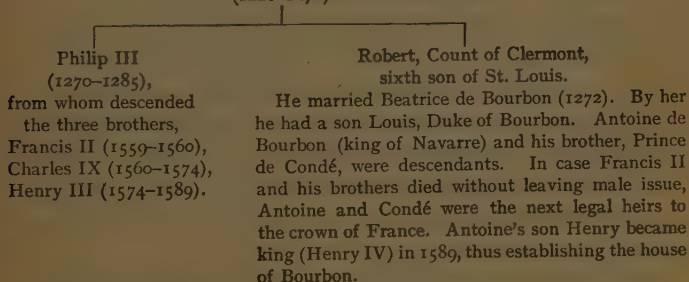 Philip III
(1270–1285),
from whom descended
the three brothers,
Francis II (1559–1560),
Charles IX (1560–1574),
Henry III (1574–1589).
Robert, Count of Clermont,
sixth son of St. Louis.
He married Beatrice de Bourbon (1272). By her
he had a son Louis, Duke of Bourbon. Antoine de
Bourbon (king of Navarre) and his brother, Prince
de Condé, were descendants. In case Francis II
and his brothers died without leaving male issue,
Antoine and Condé were the next legal heirs to
the crown of France. Antoine's son Henry became
king (Henry IV) in 1589, thus establishing the house
of Bourbon.